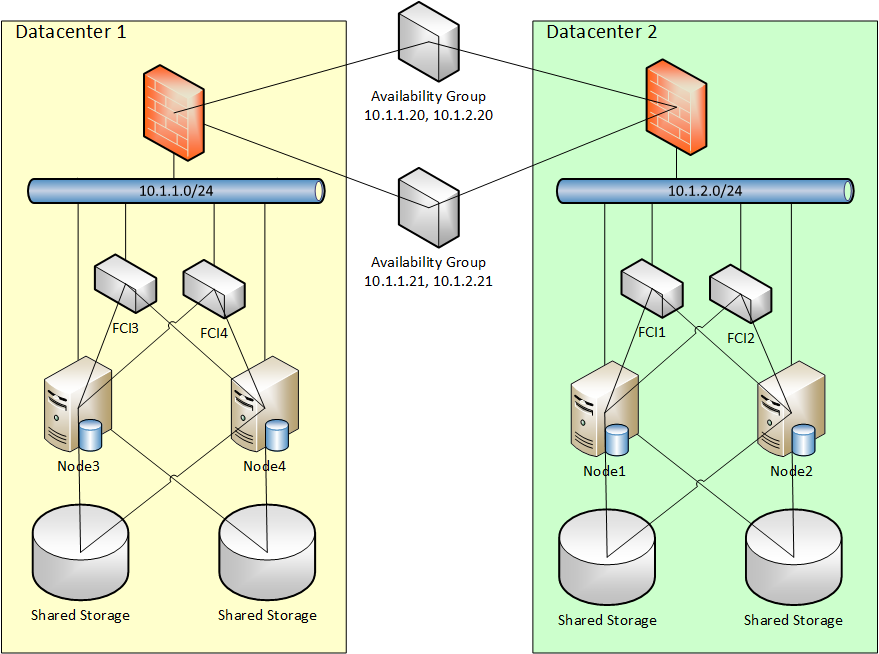 Datacenter 1
Datacenter 2
Availability Group
10.1.1.20, 10.1.2.20
10.1.1.0/24
10.1.2.0/24
Availability Group
10.1.1.21, 10.1.2.21
FCI3
FCI4
FCI1
FCI2
Node3
Node4
Node1
Node2
Shared Storage
Shared Storage
Shared Storage
Shared Storage